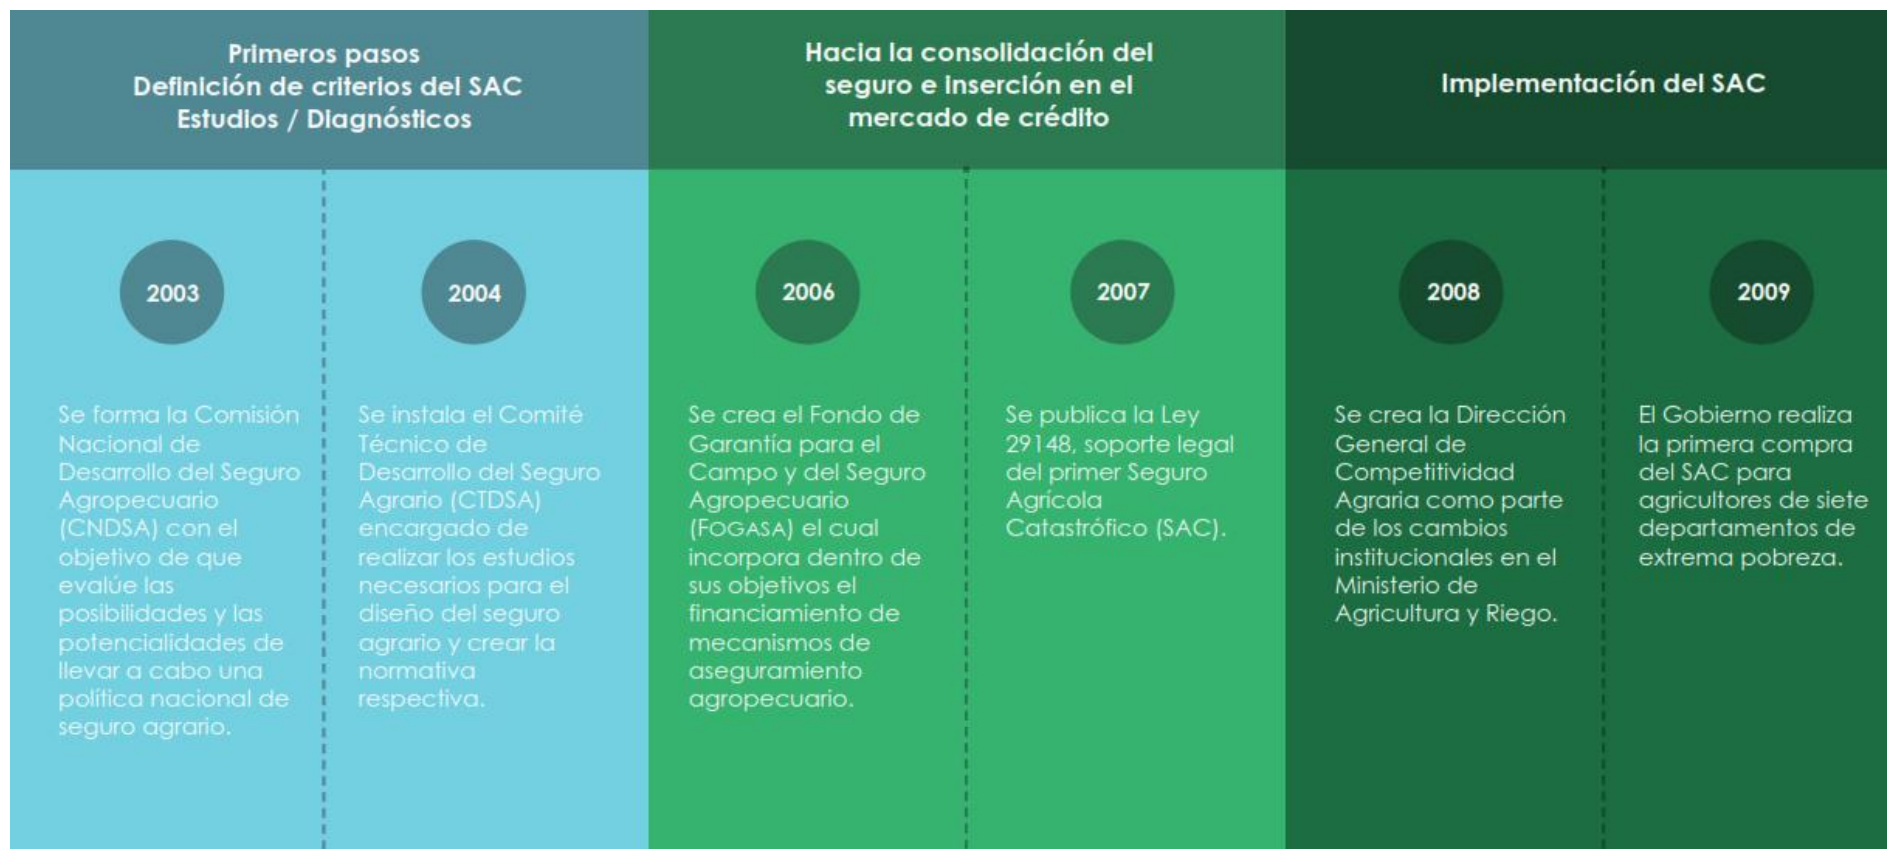 Primeros pasos
Definición de criterios del SAC
Estudios / Diagnósticos
Hacia la consolidación del
seguro e inserción en el
mercado de crédito
Implementación del SAC
2003
Se forma la Comisión
Nacional de
Desarrollo del Seguro
Agropecuario
(CNDSA) con el
objetivo de que
evalúe las
posibilidades y las
potencialidades de
llevar a cabo una
política nacional de
seguro agrario.
2004
Se instala el Comité
Técnico de
Desarrollo del Seguro
Agrario (CTDSA)
encargado de
realizar los estudios
necesarios para el
diseño del seguro
agrario y crear la
normativa
respectiva.
2006
Se crea el Fondo de
Garantía para el
Campo y del Seguro
Agropecuario
(FOGASA) el cual
incorpora dentro de
sus objetivos el
financiamiento de
mecanismos de
aseguramiento
agropecuario.
2007
Se publica la Ley
29148, soporte legal
del primer Seguro
Agrícola
Catastrófico (SAC).
2008
Se crea la Dirección
General de
Competitividad
Agraria como parte
de los cambios
institucionales en el
Ministerio de
Agricultura y Riego.
2009
El Gobierno realiza
la primera compra
del SAC para
agricultores de siete
departamentos de
extrema pobreza.